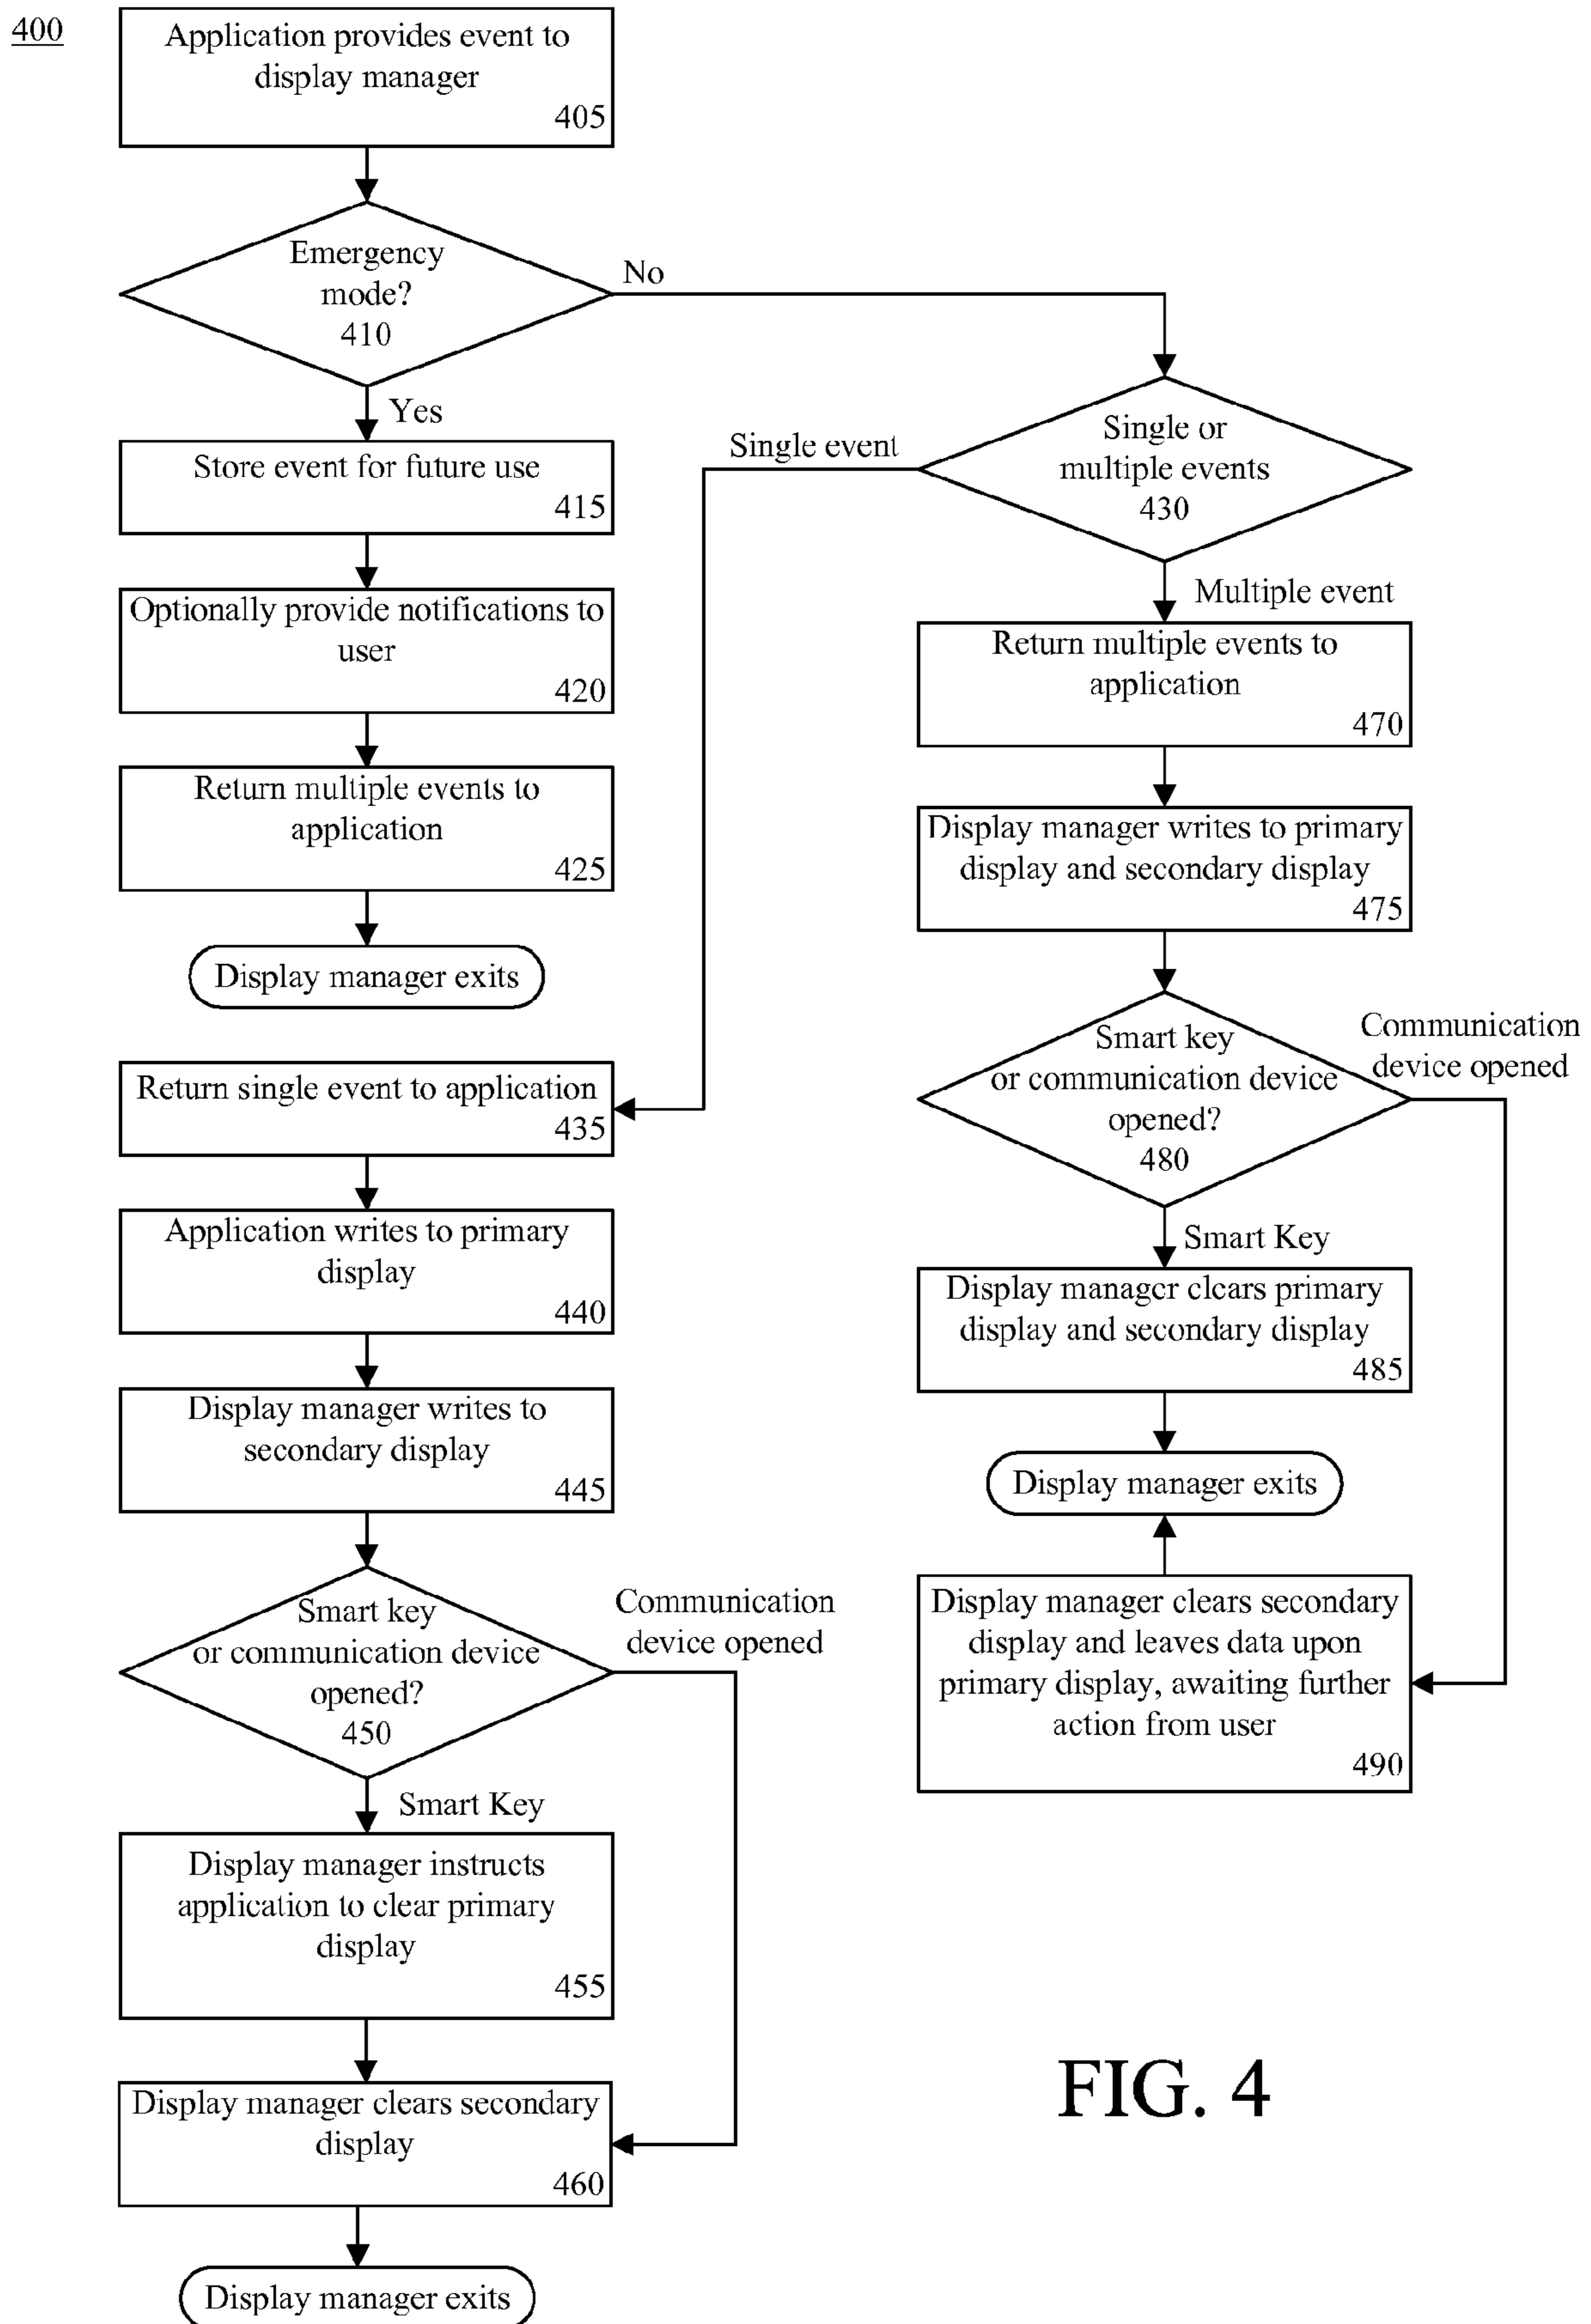 400
Application provides event to
display manager
405
Emergency
mode?
410
No
Yes
Store event for future use
415
Optionally provide notifications to
user
420
Return multiple events to
application
425
Display manager exits
Single or
multiple events
430
Single event
Multiple event
Return single event to application
435
Application writes to primary
display
440
Display manager writes to
secondary display
445
Smart key
or communication device
opened?
450
Communication
device opened
Smart Key
Display manager instructs
application to clear primary
display
455
Display manager clears secondary
display
460
Display manager exits
Return multiple events to
application
470
Display manager writes to primary
display and secondary display
475
Smart key
or communication device
opened?
480
Communication
device opened
Smart Key
Display manager clears primary
display and secondary display
485
Display manager exits
Display manager clears secondary
display and leaves data upon
primary display, awaiting further
action from user
490
FIG. 4